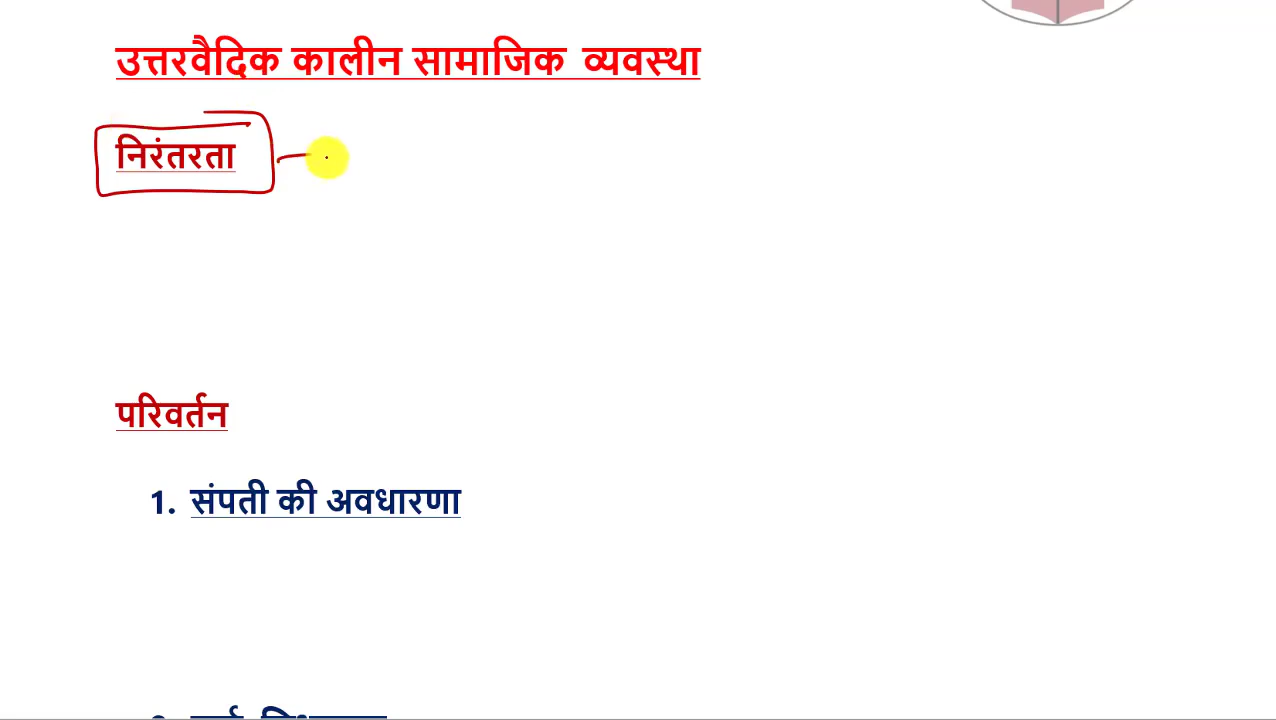 उत्तरवैदिक कालीन सामाजिक व्यवस्था
निरंतरता
परिवर्तन
1. संपती की अवधारणा